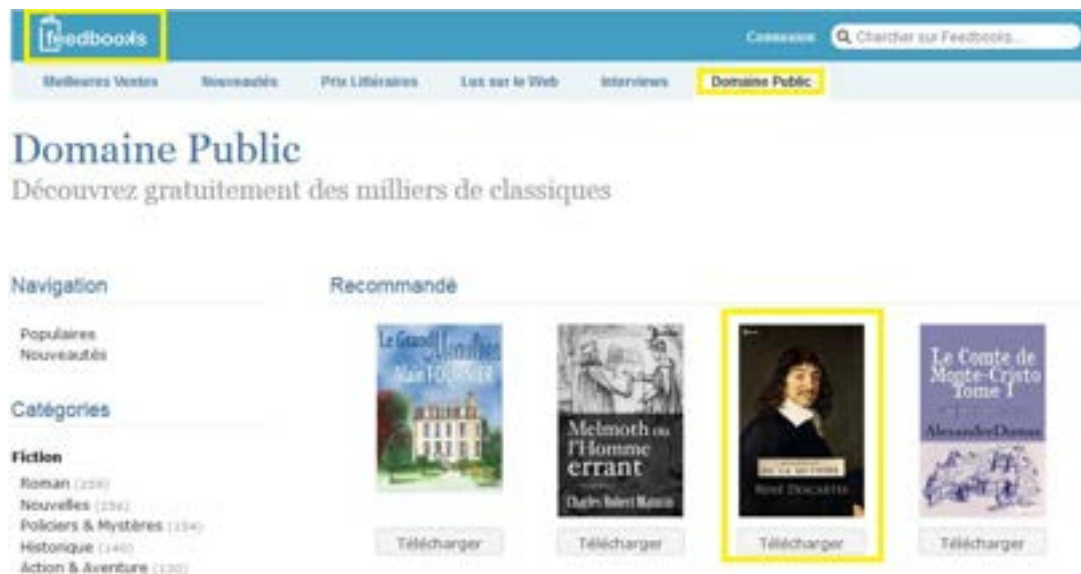 feedbooks
Connexion
Chercher sur Feedbooks...
Meilleures Ventes
Nouveautés
Prix Littéraires
Lus sur le Web
Interviews
Domaine Public
Domaine Public
Découvrez gratuitement des milliers de classiques
Navigation
Populaires
Nouveautés
Catégories
Fiction
Roman
Nouvelles
Policiers & Mystères
Historique
Action & Aventure
Recommandé
Le Grand
Alain
Télécharger
Melmoth ou
l'Homme
errant
Charles Robert Maturin
Télécharger
DE LA
RENÉ DESCARTES
Télécharger
Le Comte de
Monte-Cristo
Tome I
Alexandre Dumas
Télécharger